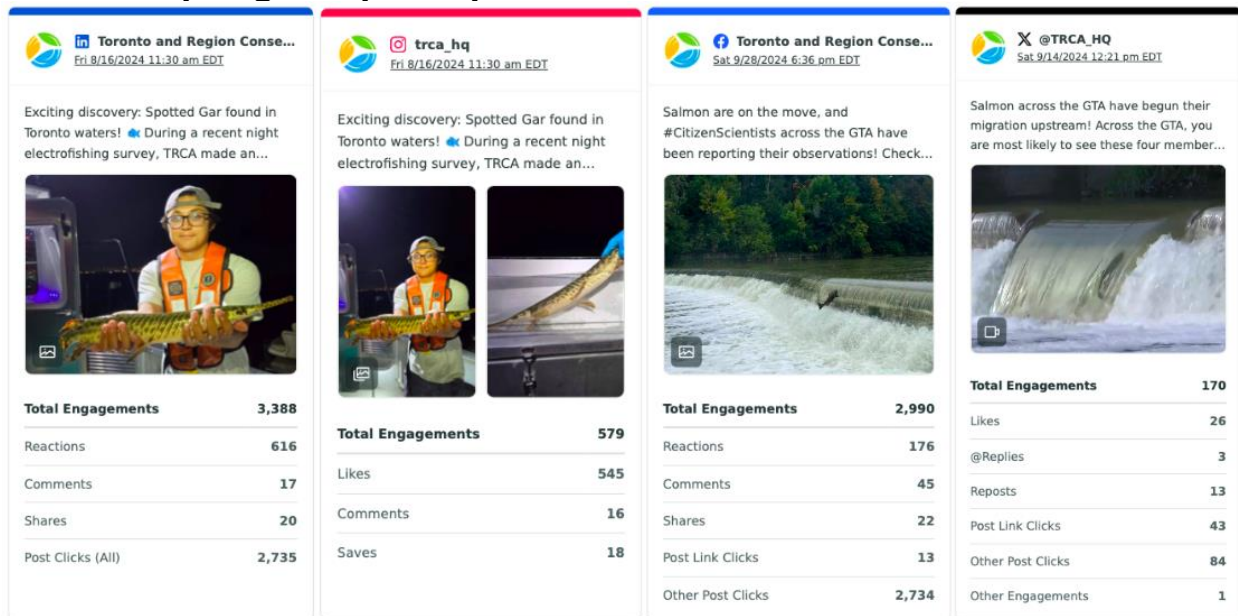 Toronto and Region Conse...
Fri 8/16/2024 11:30 am EDT
Exciting discovery: Spotted Gar found in
Toronto waters! 🐟 During a recent night
electrofishing survey, TRCA made an...
Total Engagements 3,388
Reactions 616
Comments 17
Shares 20
Post Clicks (All) 2,735
trca_hq
Fri 8/16/2024 11:30 am EDT
Exciting discovery: Spotted Gar found in
Toronto waters! 🐟 During a recent night
electrofishing survey, TRCA made an...
Total Engagements 579
Likes 545
Comments 16
Saves 18
Toronto and Region Conse...
Sat 9/28/2024 6:36 pm EDT
Salmon are on the move, and
#CitizenScientists across the GTA have
been reporting their observations! Check...
Total Engagements 2,990
Reactions 176
Comments 45
Shares 22
Post Link Clicks 13
Other Post Clicks 2,734
@TRCA_HQ
Sat 9/14/2024 12:21 pm EDT
Salmon across the GTA have begun their
migration upstream! Across the GTA, you
are most likely to see these four member...
Total Engagements 170
Likes 26
@Replies 3
Reposts 13
Post Link Clicks 43
Other Post Clicks 84
Other Engagements 1